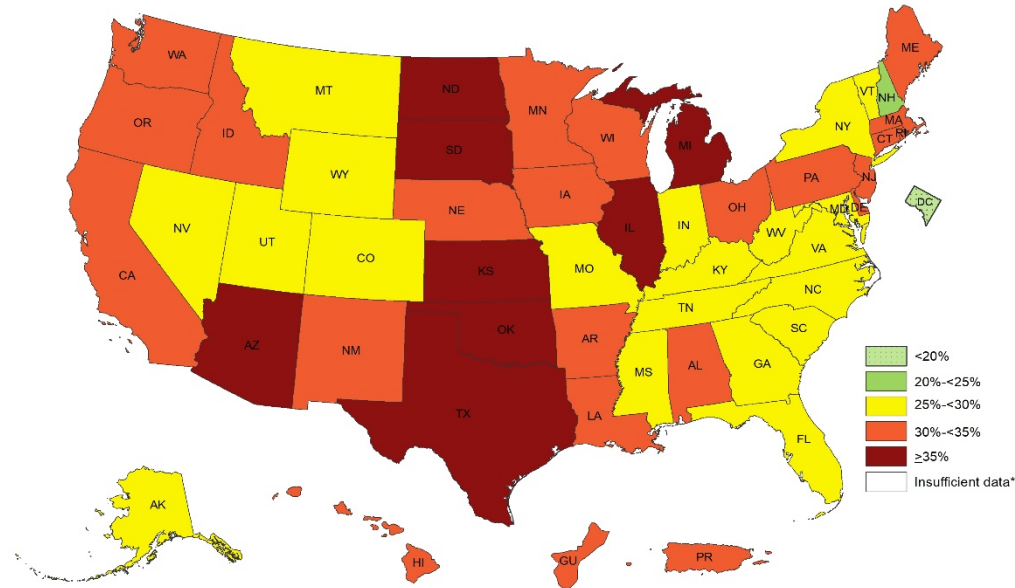 WA
ME
MT
ND
MN
VT
NH
OR
ID
WI
NY
MA
SD
MI
CT RI
WY
IA
PA
NJ
NE
OH
DC
NV
IL
IN
MD DE
UT
WV
CO
VA
CA
KS
MO
KY
NC
TN
OK
SC
AZ
NM
AR
MS
AL
GA
TX
LA
FL
AK
HI
GU
PR
<20%
20%-<25%
25%-<30%
30%-<35%
≥35%
Insufficient data*